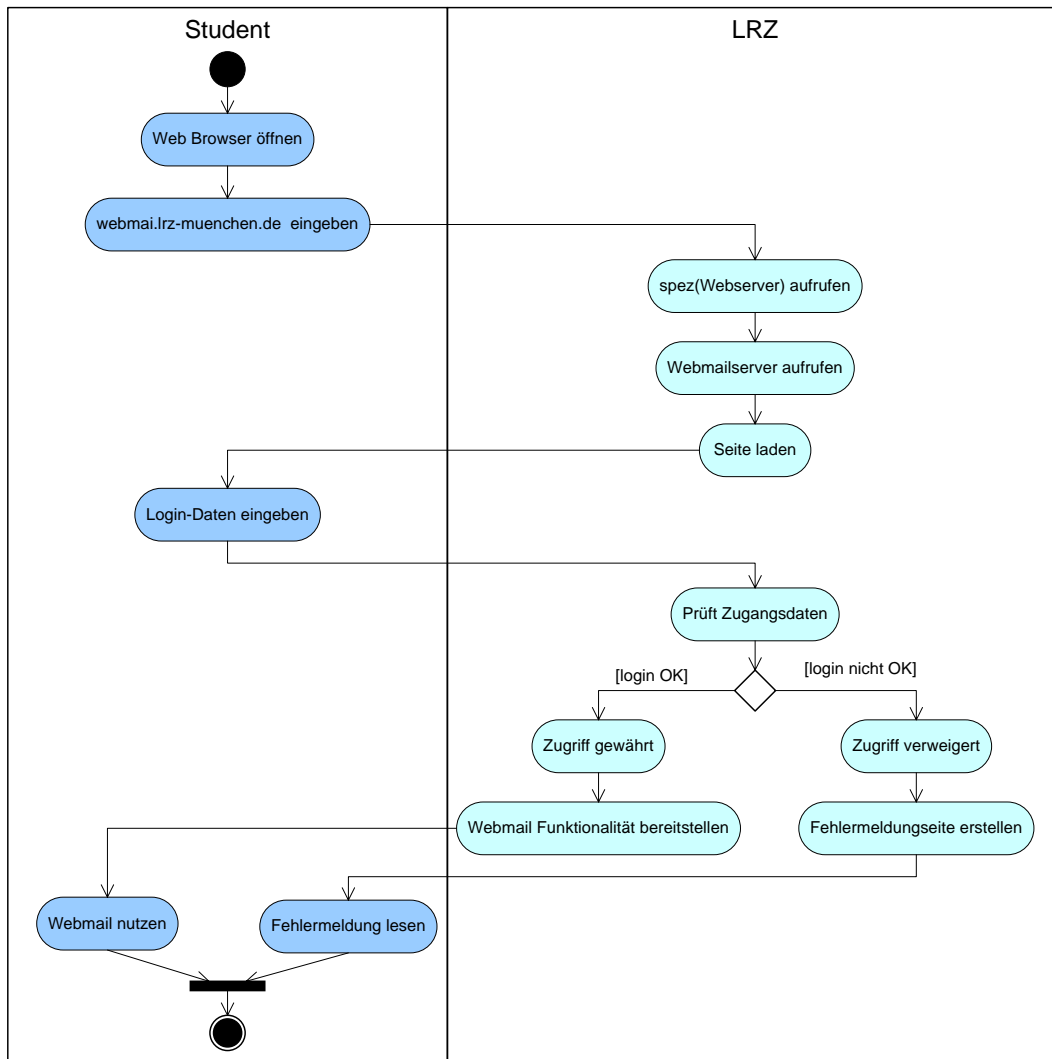 Student
LRZ
Web Browser öffnen
webmai.lrz-muenchen.de  eingeben
spez(Webserver) aufrufen
Webmailserver aufrufen
Seite laden
Login-Daten eingeben
Prüft Zugangsdaten
[login OK]
[login nicht OK]
Zugriff gewährt
Zugriff verweigert
Webmail Funktionalität bereitstellen
Fehlermeldungseite erstellen
Webmail nutzen
Fehlermeldung lesen